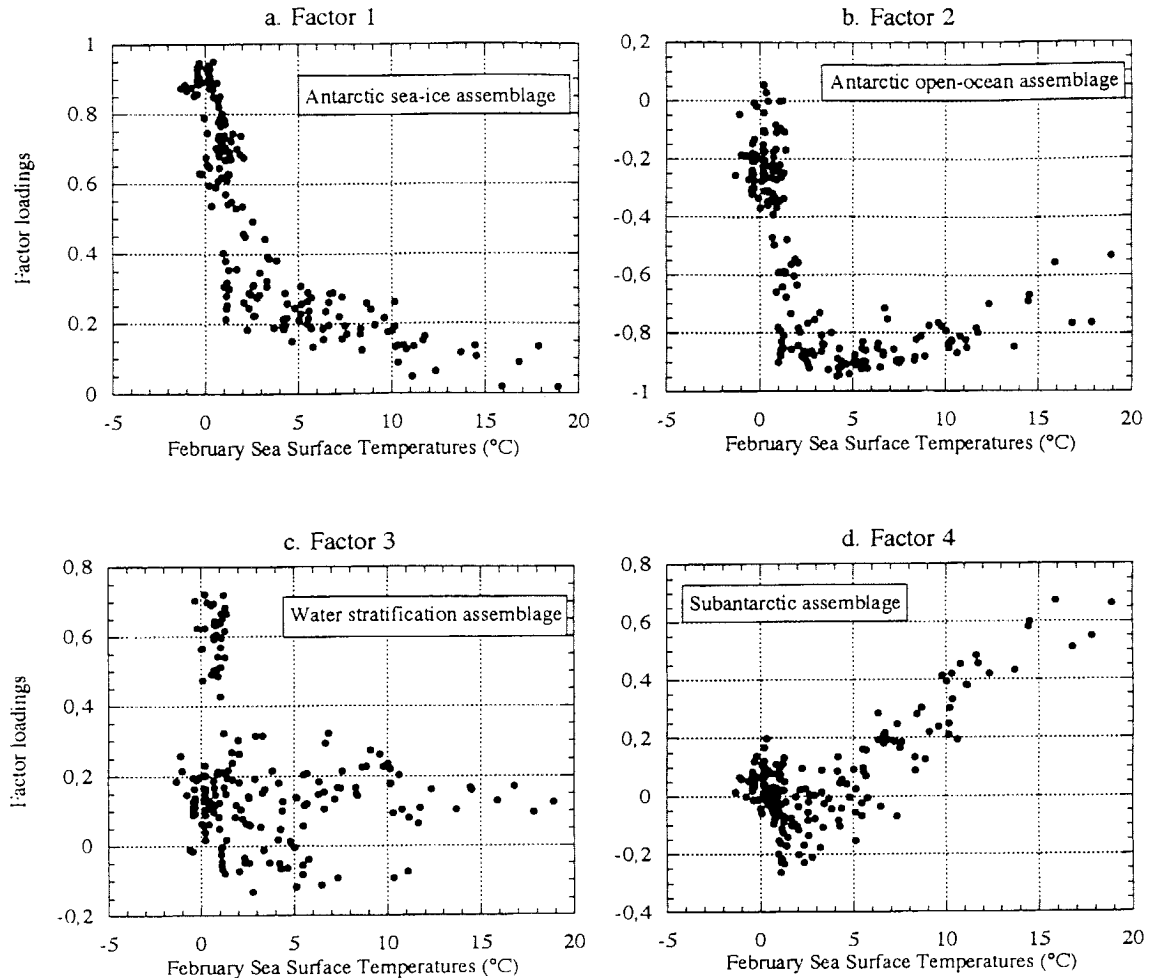 a. Factor 1
b. Factor 2
1
0.8
0.6
0.4
0.2
0
Factor loadings
Antarctic sea-ice assemblage
-5 0 5 10 15 20
February Sea Surface Temperatures (°C)
0,2
0
-0,2
-0,4
-0,6
-0,8
-1
Antarctic open-ocean assemblage
-5 0 5 10 15 20
February Sea Surface Temperatures (°C)
c. Factor 3
d. Factor 4
0,8
0,6
0,4
0,2
0
-0,2
Factor loadings
Water stratification assemblage
-5 0 5 10 15 20
February Sea Surface Temperatures (°C)
0,8
0,6
0,4
0,2
0
-0,2
-0,4
Subantarctic assemblage
-5 0 5 10 15 20
February Sea Surface Temperatures (°C)